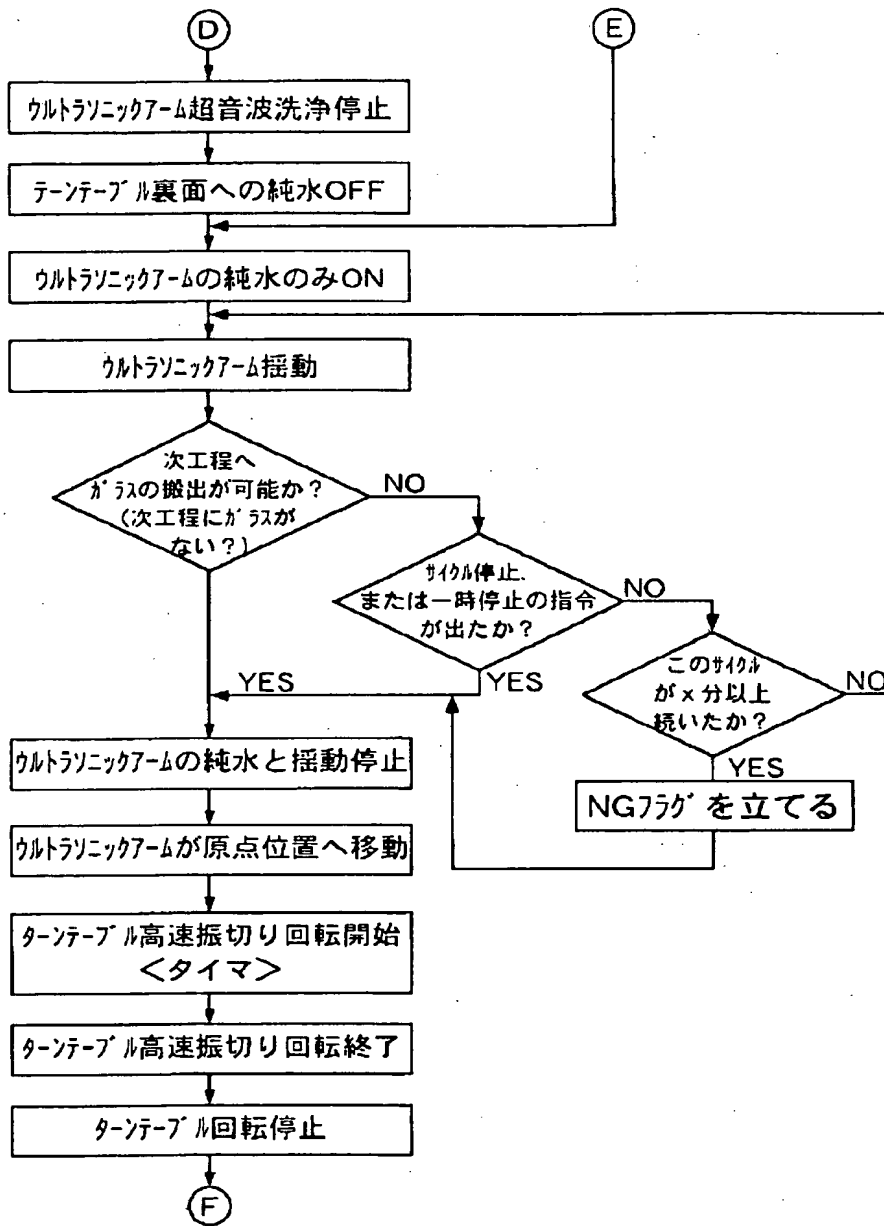 D
E
ウルトラソニックアーム超音波洗浄停止
テーンテーブル裏面への純水OFF
ウルトラソニックアームの純水のみON
ウルトラソニックアーム揺動
次工程へ
ガラスの搬出が可能か?
(次工程にガラスが
ない?)
NO
サイクル停止、
または一時停止の指令
が出たか?
NO
このサイクル
がx分以上
続いたか?
NO
YES
YES
YES
ウルトラソニックアームの純水と揺動停止
NGフラグを立てる
ウルトラソニックアームが原点位置へ移動
ターンテーブル高速振切り回転開始
<タイマ>
ターンテーブル高速振切り回転終了
ターンテーブル回転停止
F